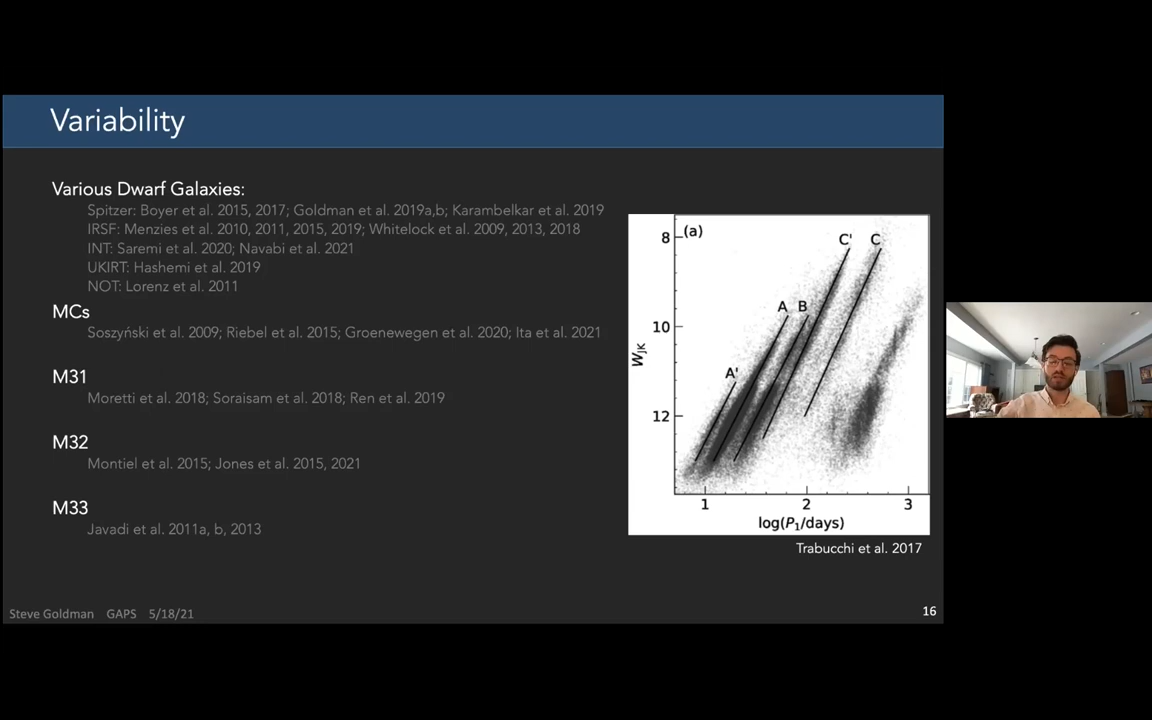 Variability
Various Dwarf Galaxies:
Spitzer: Boyer et al. 2015, 2017; Goldman et al. 2019a,b; Karambelkar et al. 2019
IRSF: Menzies et al. 2010, 2011, 2015, 2019; Whitelock et al. 2009, 2013, 2018
INT: Saremi et al. 2020; Navabi et al. 2021
UKIRT: Hashemi et al. 2019
NOT: Lorenz et al. 2011
MCs
Soszyński et al. 2009; Riebel et al. 2015; Groenewegen et al. 2020; Ita et al. 2021
M31
Moretti et al. 2018; Soraisam et al. 2018; Ren et al. 2019
M32
Montiel et al. 2015; Jones et al. 2015, 2021
M33
Javadi et al. 2011a, b, 2013
(a)
C' C
A B
A'
8
10
12
W_JK
1 2 3
log(P₁/days)
Trabucchi et al. 2017
Steve Goldman GAPS 5/18/21
16